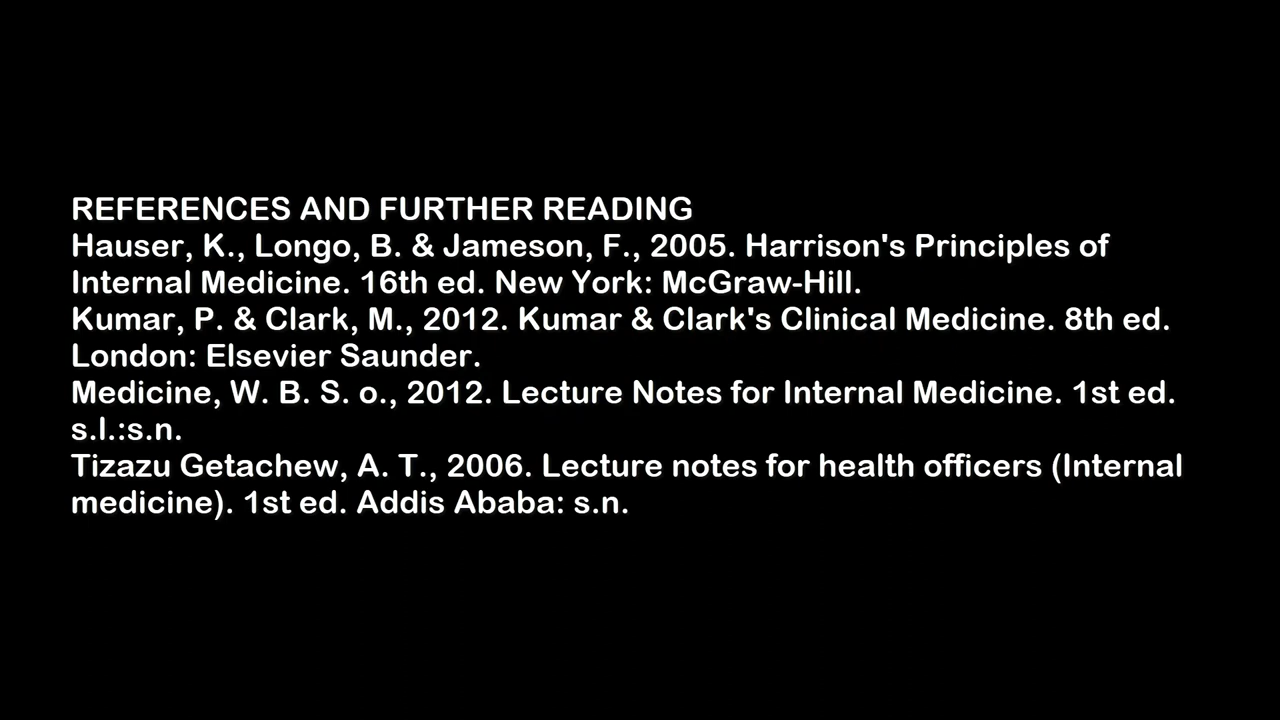 REFERENCES AND FURTHER READING
Hauser, K., Longo, B. & Jameson, F., 2005. Harrison's Principles of
Internal Medicine. 16th ed. New York: McGraw-Hill.
Kumar, P. & Clark, M., 2012. Kumar & Clark's Clinical Medicine. 8th ed.
London: Elsevier Saunder.
Medicine, W. B. S. o., 2012. Lecture Notes for Internal Medicine. 1st ed.
s.l.:s.n.
Tizazu Getachew, A. T., 2006. Lecture notes for health officers (Internal
medicine). 1st ed. Addis Ababa: s.n.